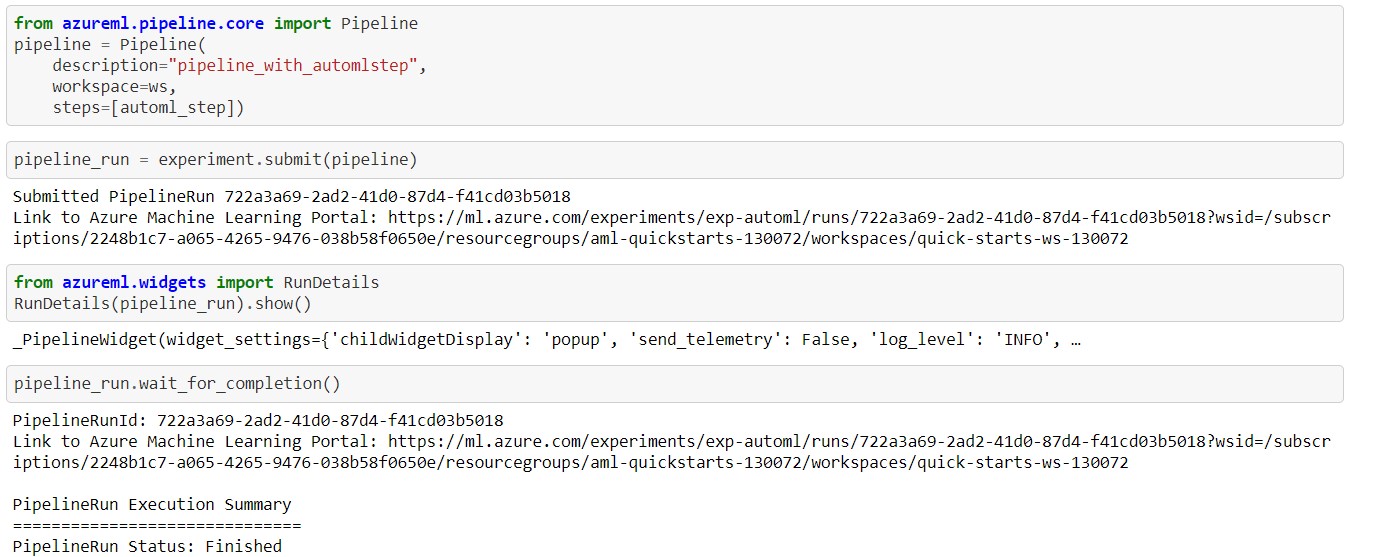 from azureml.pipeline.core import Pipeline
pipeline = Pipeline(
    description="pipeline_with_automlstep",
    workspace=ws,
    steps=[automl_step])
pipeline_run = experiment.submit(pipeline)
Submitted PipelineRun 722a3a69-2ad2-41d0-87d4-f41cd03b5018
Link to Azure Machine Learning Portal: https://ml.azure.com/experiments/exp-automl/runs/722a3a69-2ad2-41d0-87d4-f41cd03b5018?wsid=/subscr
iptions/2248b1c7-a065-4265-9476-038b58f0650e/resourcegroups/aml-quickstarts-130072/workspaces/quick-starts-ws-130072
from azureml.widgets import RunDetails
RunDetails(pipeline_run).show()
_PipelineWidget(widget_settings={'childWidgetDisplay': 'popup', 'send_telemetry': False, 'log_level': 'INFO', …
pipeline_run.wait_for_completion()
PipelineRunId: 722a3a69-2ad2-41d0-87d4-f41cd03b5018
Link to Azure Machine Learning Portal: https://ml.azure.com/experiments/exp-automl/runs/722a3a69-2ad2-41d0-87d4-f41cd03b5018?wsid=/subscr
iptions/2248b1c7-a065-4265-9476-038b58f0650e/resourcegroups/aml-quickstarts-130072/workspaces/quick-starts-ws-130072
PipelineRun Execution Summary
==============================
PipelineRun Status: Finished